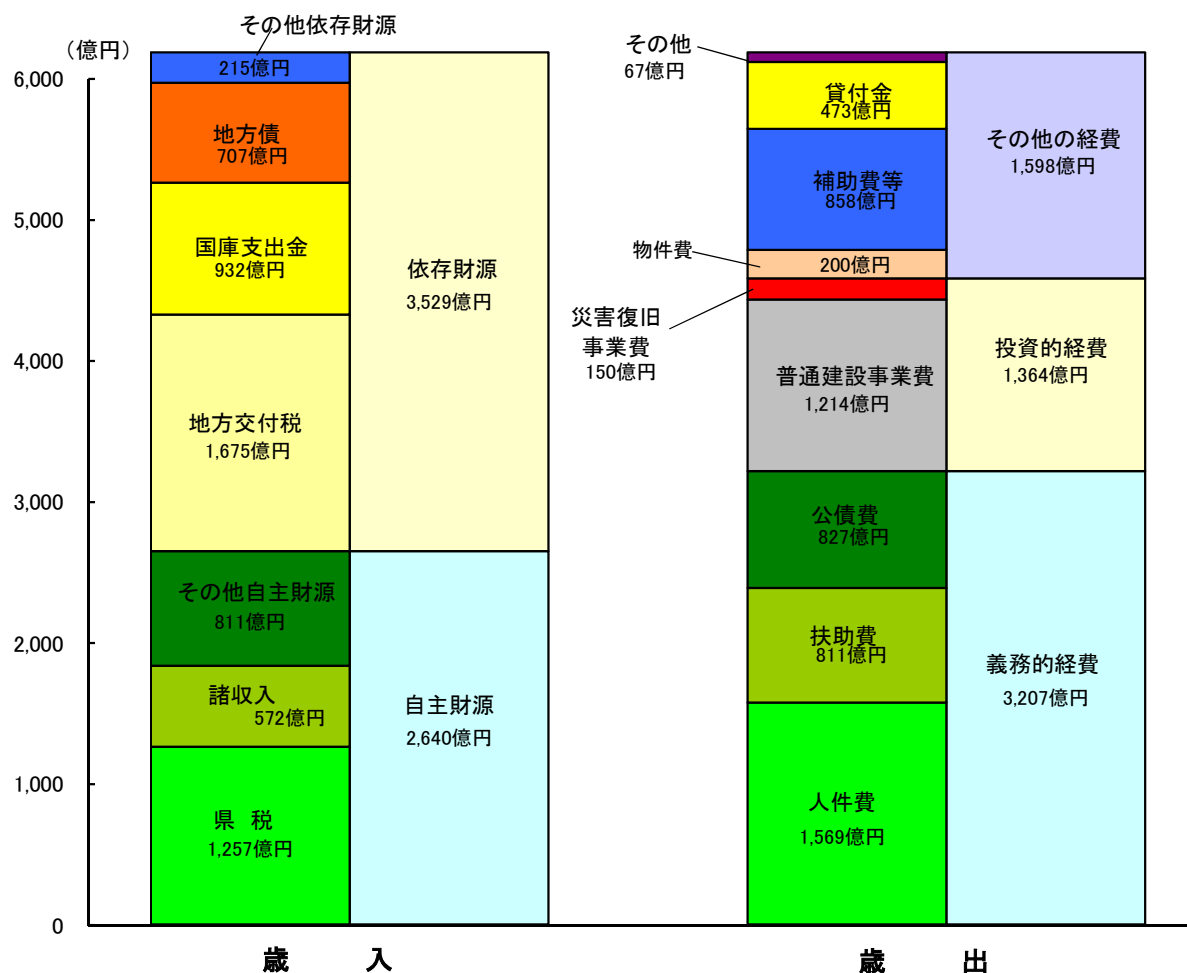 その他依存財源
（億円）
215億円
地方債
707億円
国庫支出金
932億円
地方交付税
1,675億円
その他自主財源
811億円
諸収入
572億円
県 税
1,257億円
依存財源
3,529億円
自主財源
2,640億円
6,000
5,000
4,000
3,000
2,000
1,000
0
歳 入
その他
67億円
貸付金
473億円
補助費等
858億円
物件費
200億円
災害復旧
事業費
150億円
普通建設事業費
1,214億円
公債費
827億円
扶助費
811億円
人件費
1,569億円
その他の経費
1,598億円
投資的経費
1,364億円
義務的経費
3,207億円
歳 出